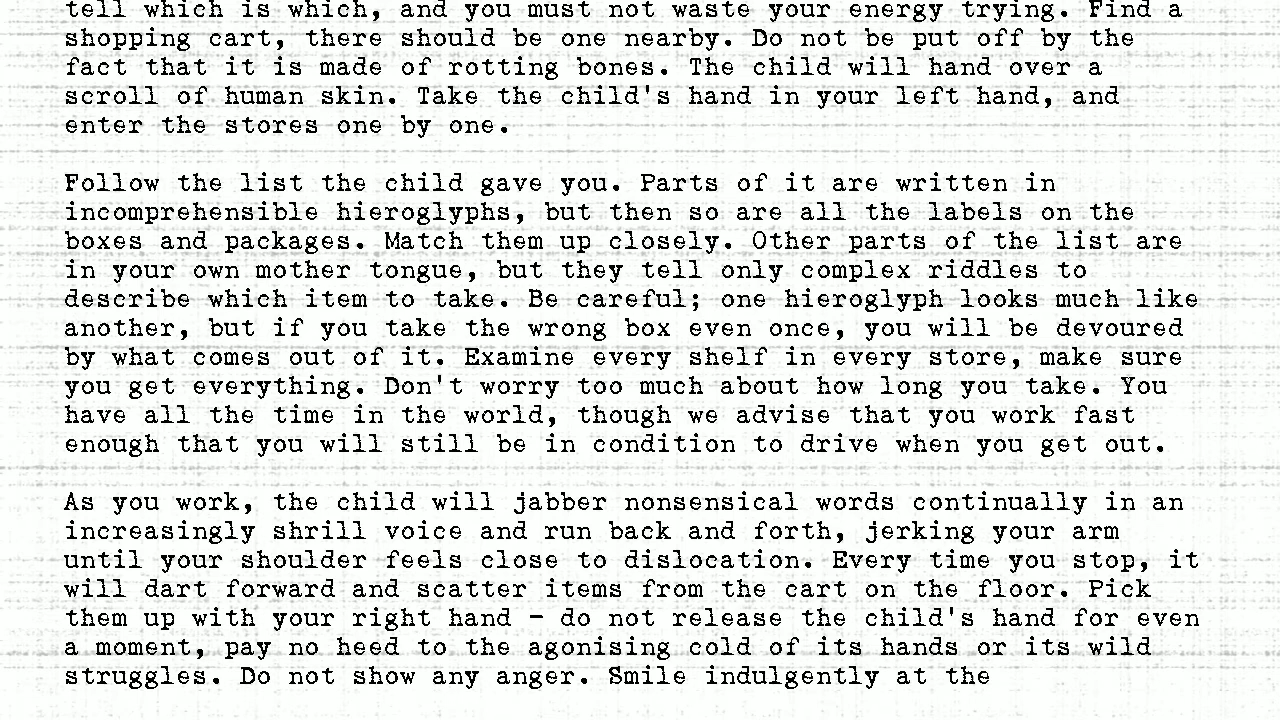 tell which is which, and you must not waste your energy trying. Find a
shopping cart, there should be one nearby. Do not be put off by the
fact that it is made of rotting bones. The child will hand over a
scroll of human skin. Take the child's hand in your left hand, and
enter the stores one by one.

Follow the list the child gave you. Parts of it are written in
incomprehensible hieroglyphs, but then so are all the labels on the
boxes and packages. Match them up closely. Other parts of the list are
in your own mother tongue, but they tell only complex riddles to
describe which item to take. Be careful; one hieroglyph looks much like
another, but if you take the wrong box even once, you will be devoured
by what comes out of it. Examine every shelf in every store, make sure
you get everything. Don't worry too much about how long you take. You
have all the time in the world, though we advise that you work fast
enough that you will still be in condition to drive when you get out.

As you work, the child will jabber nonsensical words continually in an
increasingly shrill voice and run back and forth, jerking your arm
until your shoulder feels close to dislocation. Every time you stop, it
will dart forward and scatter items from the cart on the floor. Pick
them up with your right hand – do not release the child's hand for even
a moment, pay no heed to the agonising cold of its hands or its wild
struggles. Do not show any anger. Smile indulgently at the